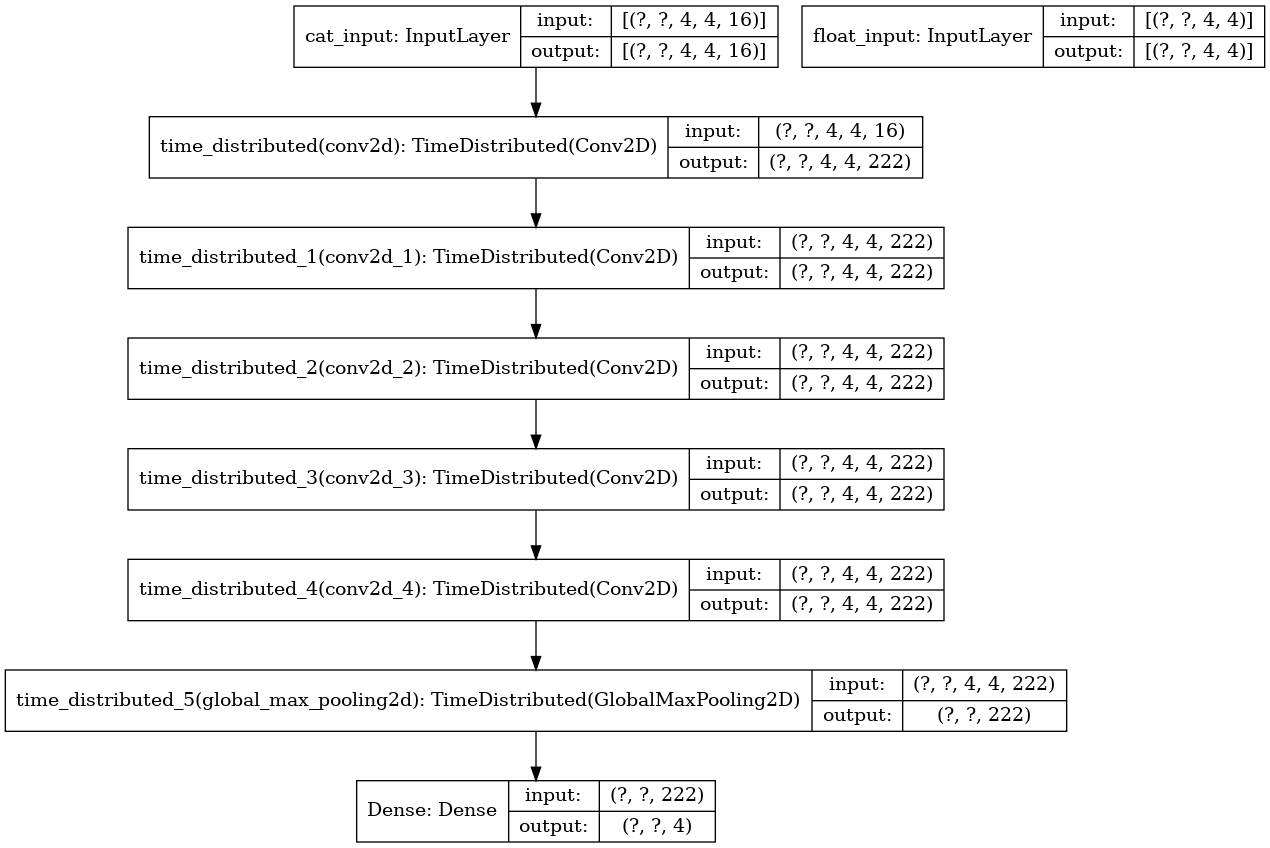 cat_input: InputLayer
input: [(?, ?, 4, 4, 16)]
output: [(?, ?, 4, 4, 16)]
float_input: InputLayer
input: [(?, ?, 4, 4)]
output: [(?, ?, 4, 4)]
time_distributed(conv2d): TimeDistributed(Conv2D)
input: (?, ?, 4, 4, 16)
output: (?, ?, 4, 4, 222)
time_distributed_1(conv2d_1): TimeDistributed(Conv2D)
input: (?, ?, 4, 4, 222)
output: (?, ?, 4, 4, 222)
time_distributed_2(conv2d_2): TimeDistributed(Conv2D)
input: (?, ?, 4, 4, 222)
output: (?, ?, 4, 4, 222)
time_distributed_3(conv2d_3): TimeDistributed(Conv2D)
input: (?, ?, 4, 4, 222)
output: (?, ?, 4, 4, 222)
time_distributed_4(conv2d_4): TimeDistributed(Conv2D)
input: (?, ?, 4, 4, 222)
output: (?, ?, 4, 4, 222)
time_distributed_5(global_max_pooling2d): TimeDistributed(GlobalMaxPooling2D)
input: (?, ?, 4, 4, 222)
output: (?, ?, 222)
Dense: Dense
input: (?, ?, 222)
output: (?, ?, 4)